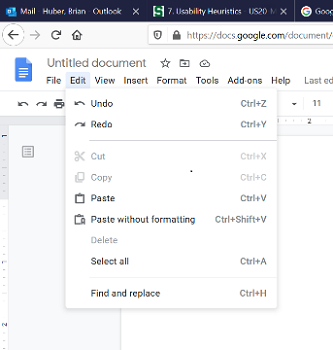 Mail - Huber, Brian - Outlook
7. Usability Heuristics - US20
https://docs.google.com/document/
Untitled document
File Edit View Insert Format Tools Add-ons Help Last ed
11
Undo Ctrl+Z
Redo Ctrl+Y
Cut Ctrl+X
Copy Ctrl+C
Paste Ctrl+V
Paste without formatting Ctrl+Shift+V
Delete
Select all Ctrl+A
Find and replace Ctrl+H